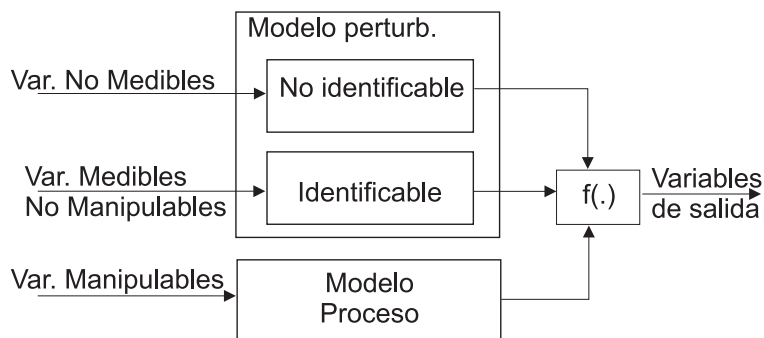 Modelo perturb.
Var. No Medibles
No identificable
Var. Medibles
No Manipulables
Identificable
f(.)
Variables
de salida
Var. Manipulables
Modelo
Proceso